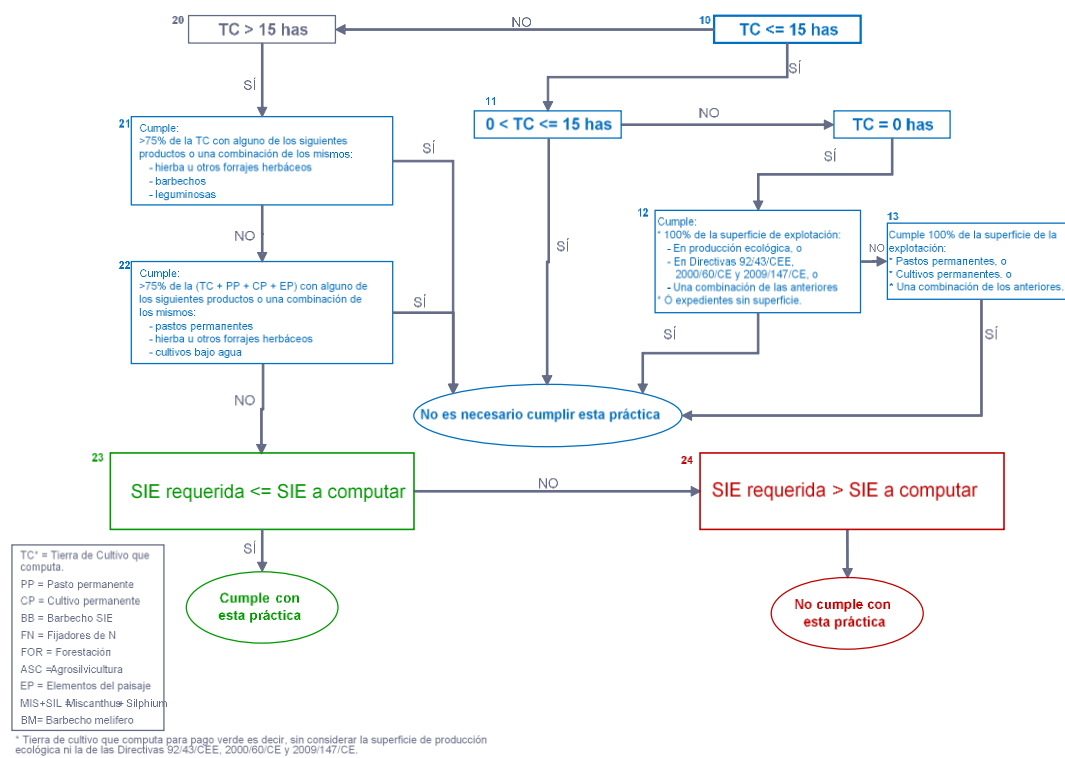 20
TC > 15 has
NO
10
TC <= 15 has
SÍ
SÍ
11
0 < TC <= 15 has
NO
TC = 0 has
21
Cumple:
>75% de la TC con alguno de los siguientes
productos o una combinación de los mismos:
- hierba u otros forrajes herbáceos
- barbechos
- leguminosas
SÍ
SÍ
12
Cumple:
* 100% de la superficie de explotación:
- En producción ecológica, o
- En Directivas 92/43/CEE,
2000/60/CE y 2009/147/CE, o
- Una combinación de las anteriores
* Ó expedientes sin superficie.
NO
13
Cumple 100% de la superficie de la
explotación:
* Pastos permanentes, o
* Cultivos permanentes, o
* Una combinación de los anteriores.
NO
SÍ
22
Cumple:
>75% de la (TC + PP + CP + EP) con alguno de
los siguientes productos o una combinación de
los mismos:
- pastos permanentes
- hierba u otros forrajes herbáceos
- cultivos bajo agua
SÍ
SÍ
SÍ
NO
No es necesario cumplir esta práctica
23
SIE requerida <= SIE a computar
NO
24
SIE requerida > SIE a computar
SÍ
Cumple con
esta práctica
No cumple con
esta práctica
TC* = Tierra de Cultivo que
computa.
PP = Pasto permanente
CP = Cultivo permanente
BB = Barbecho SIE
FN = Fijadores de N
FOR = Forestación
ASC =Agrosilvicultura
EP = Elementos del paisaje
MIS+SIL =Miscanthus+ Silphium
BM= Barbecho melifero
* Tierra de cultivo que computa para pago verde es decir, sin considerar la superficie de producción
ecológica ni la de las Directivas 92/43/CEE, 2000/60/CE y 2009/147/CE.